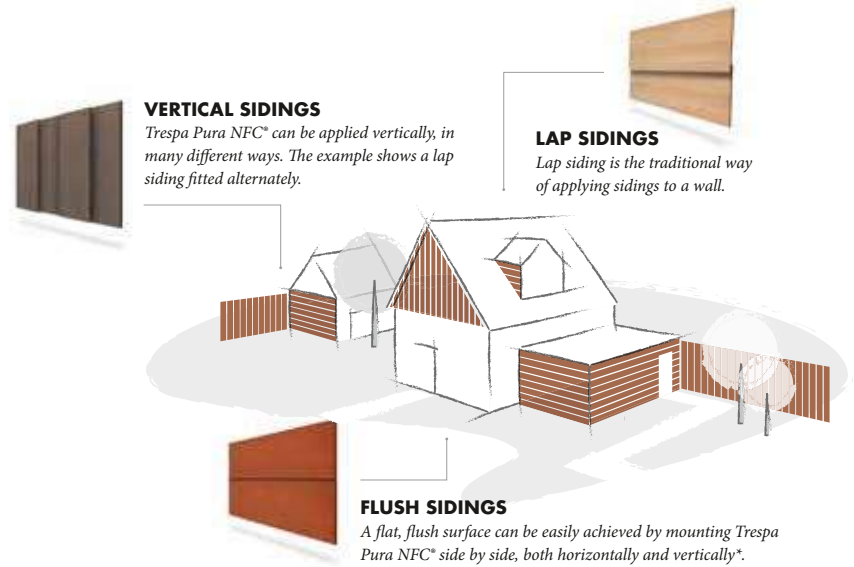 VERTICAL SIDINGS
Trespa Pura NFC® can be applied vertically, in
many different ways. The example shows a lap
siding fitted alternately.
LAP SIDINGS
Lap siding is the traditional way
of applying sidings to a wall.
FLUSH SIDINGS
A flat, flush surface can be easily achieved by mounting Trespa
Pura NFC® side by side, both horizontally and vertically*.